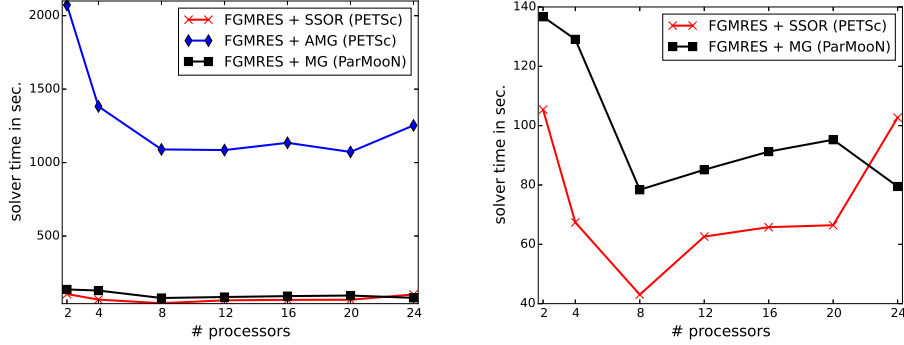 2000
1500
1000
500
solver time in sec.
FGMRES + SSOR (PETSc)
FGMRES + AMG (PETSc)
FGMRES + MG (ParMooN)
2 4 8 12 16 20 24
# processors
140
120
100
80
60
40
solver time in sec.
FGMRES + SSOR (PETSc)
FGMRES + MG (ParMooN)
2 4 8 12 16 20 24
# processors